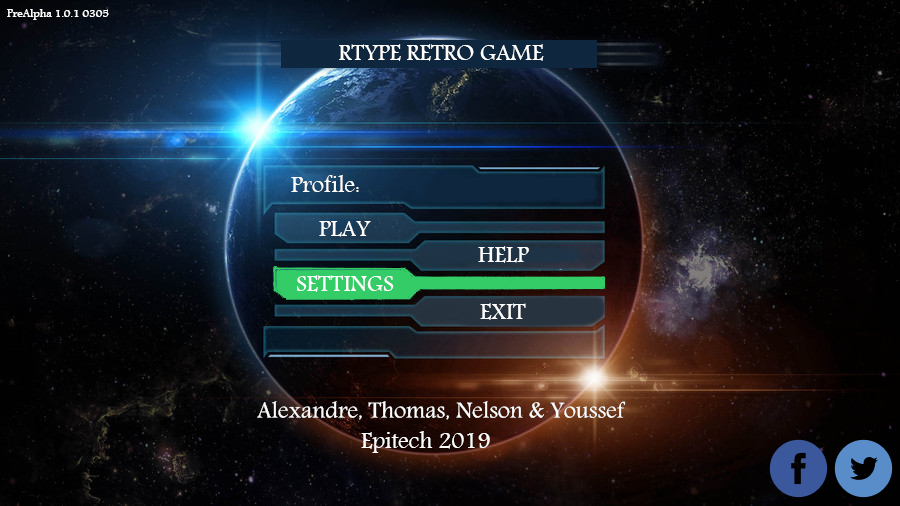 PreAlpha 1.0.1 0305
RTYPE RETRO GAME
Profile:
PLAY
HELP
SETTINGS
EXIT
Alexandre, Thomas, Nelson & Youssef
Epitech 2019